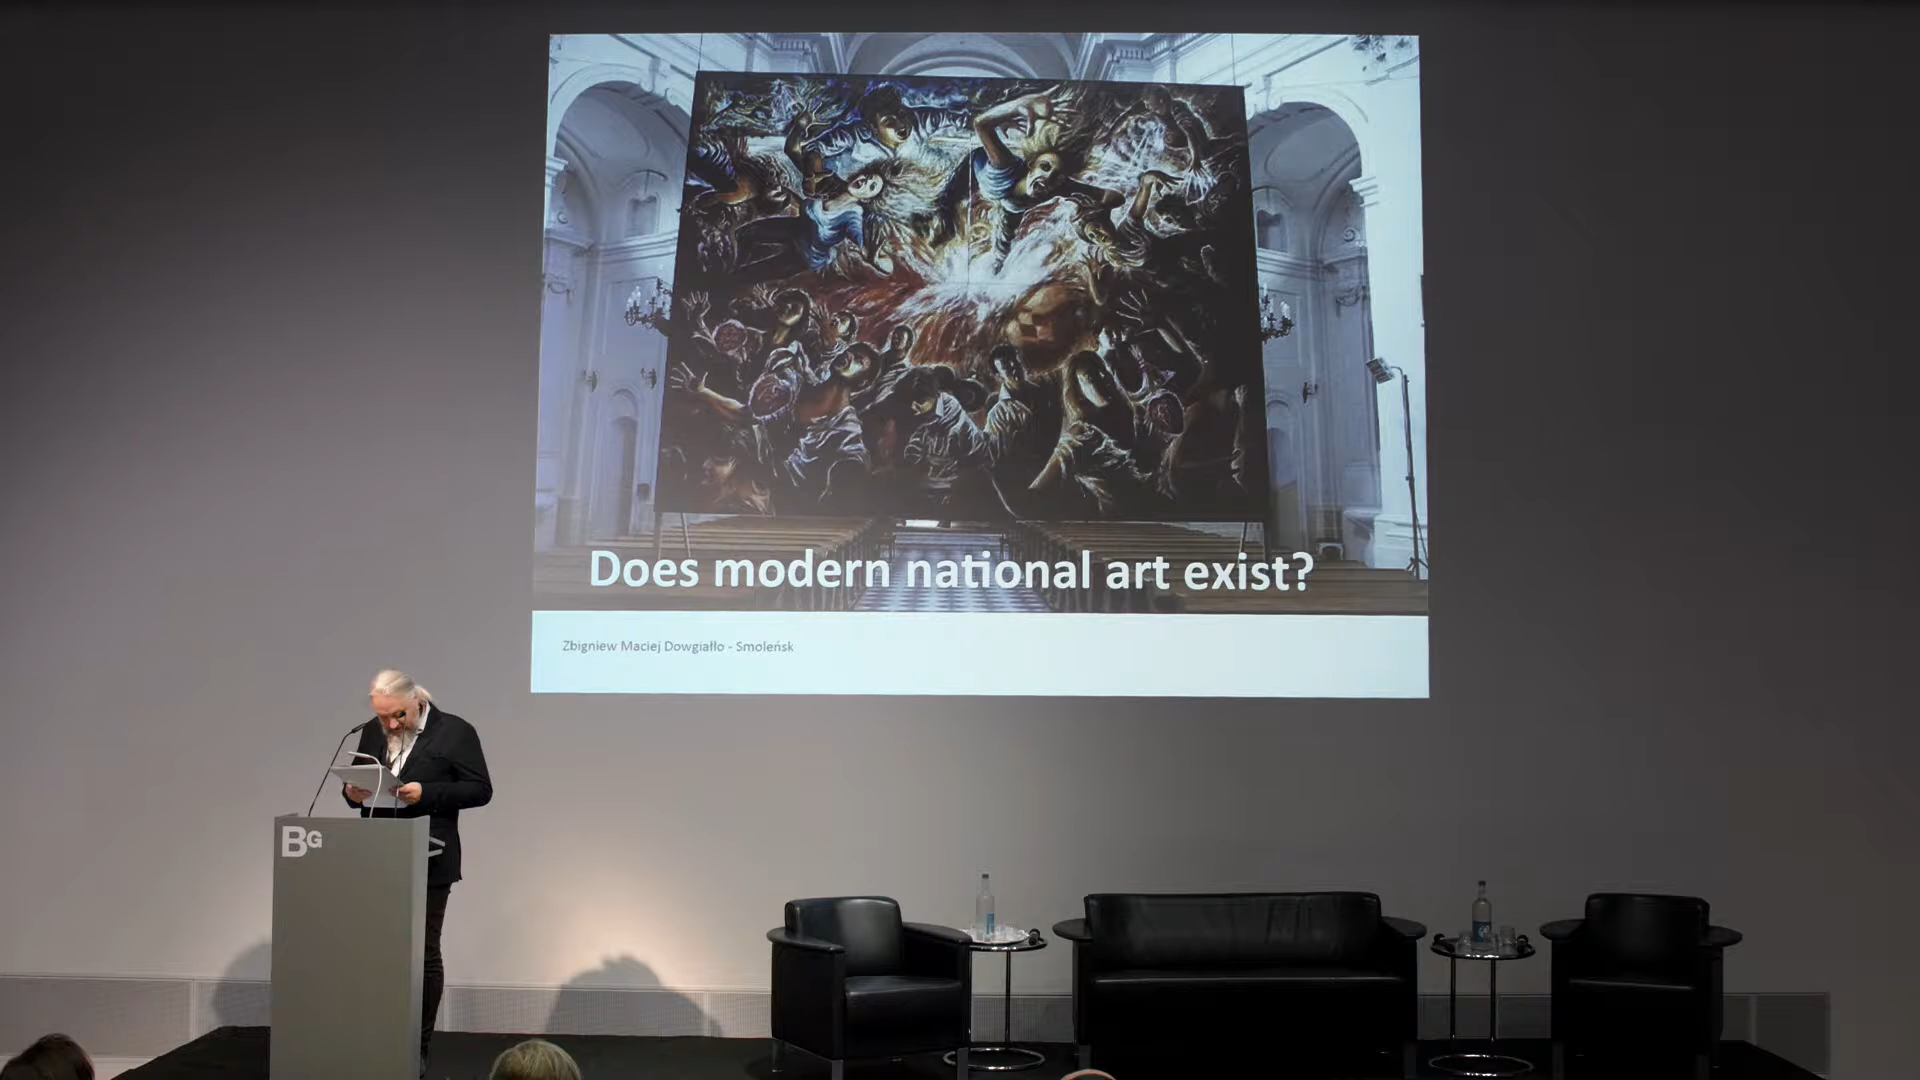 Does modern national art exist?
Zbigniew Maciej Dowgiałło - Smoleńsk
BG